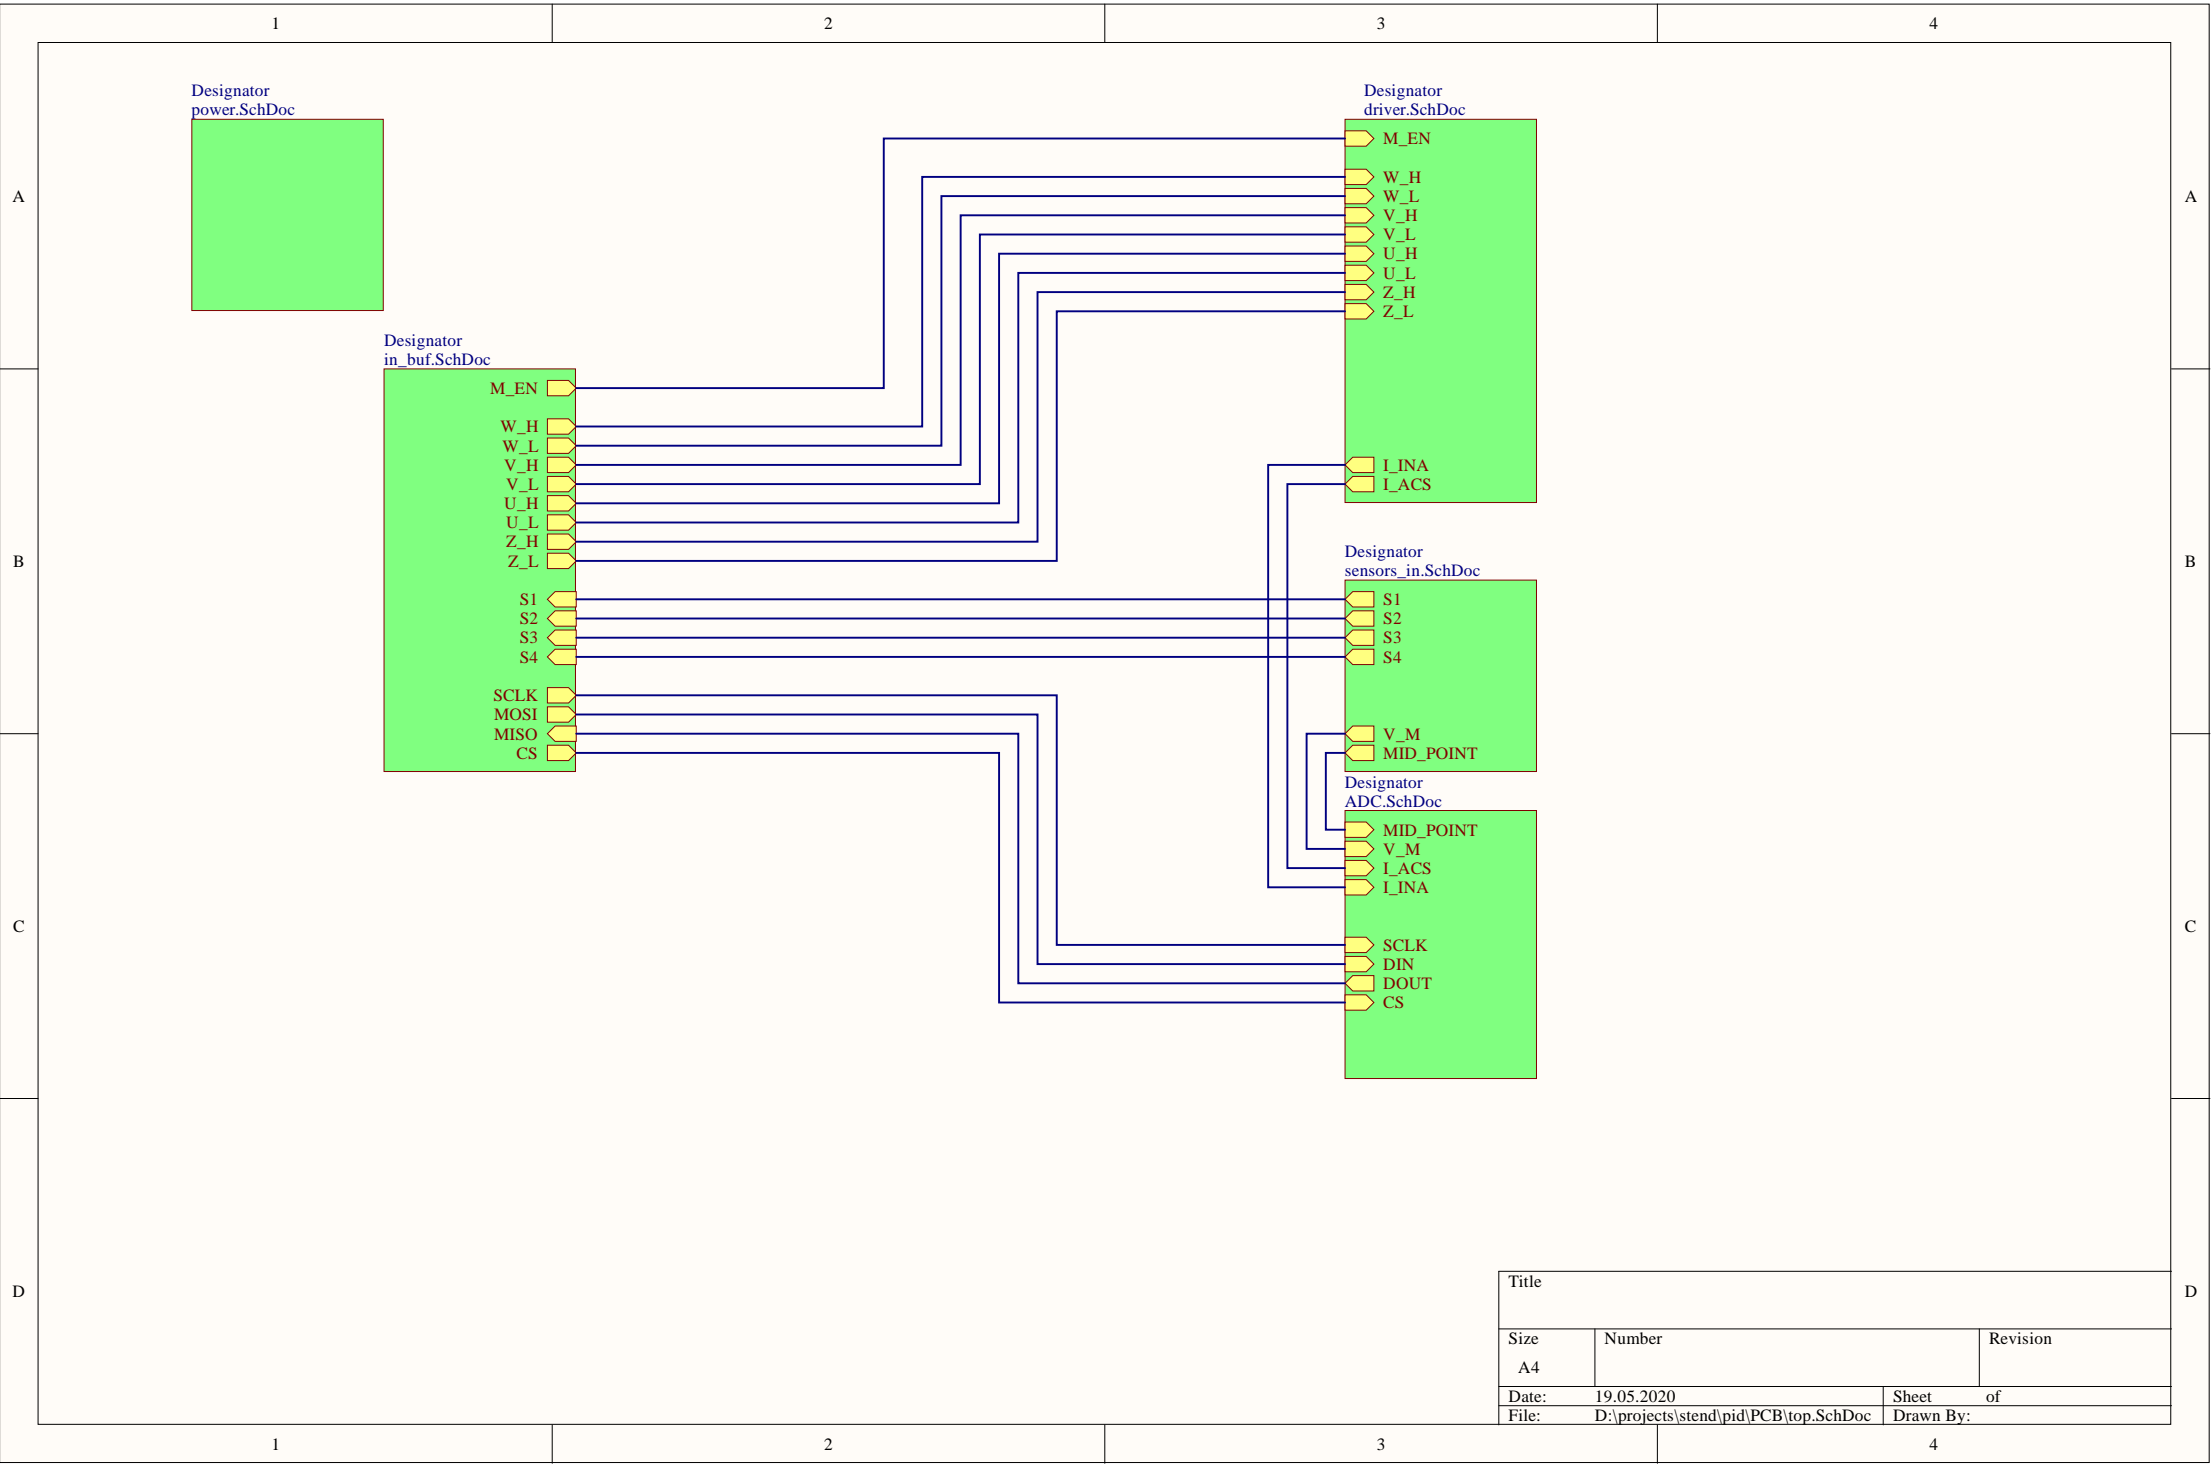 1 2 3 4
A A
B B
C C
D D
Designator
power.SchDoc
Designator
in_buf.SchDoc
M_EN
W_H
W_L
V_H
V_L
U_H
U_L
Z_H
Z_L
S1
S2
S3
S4
SCLK
MOSI
MISO
CS
Designator
driver.SchDoc
M_EN
W_H
W_L
V_H
V_L
U_H
U_L
Z_H
Z_L
I_INA
I_ACS
Designator
sensors_in.SchDoc
S1
S2
S3
S4
V_M
MID_POINT
Designator
ADC.SchDoc
MID_POINT
V_M
I_ACS
I_INA
SCLK
DIN
DOUT
CS
Title
Size Number Revision
A4
Date: 19.05.2020 Sheet of
File: D:\projects\stend\pid\PCB\top.SchDoc Drawn By:
1 2 3 4